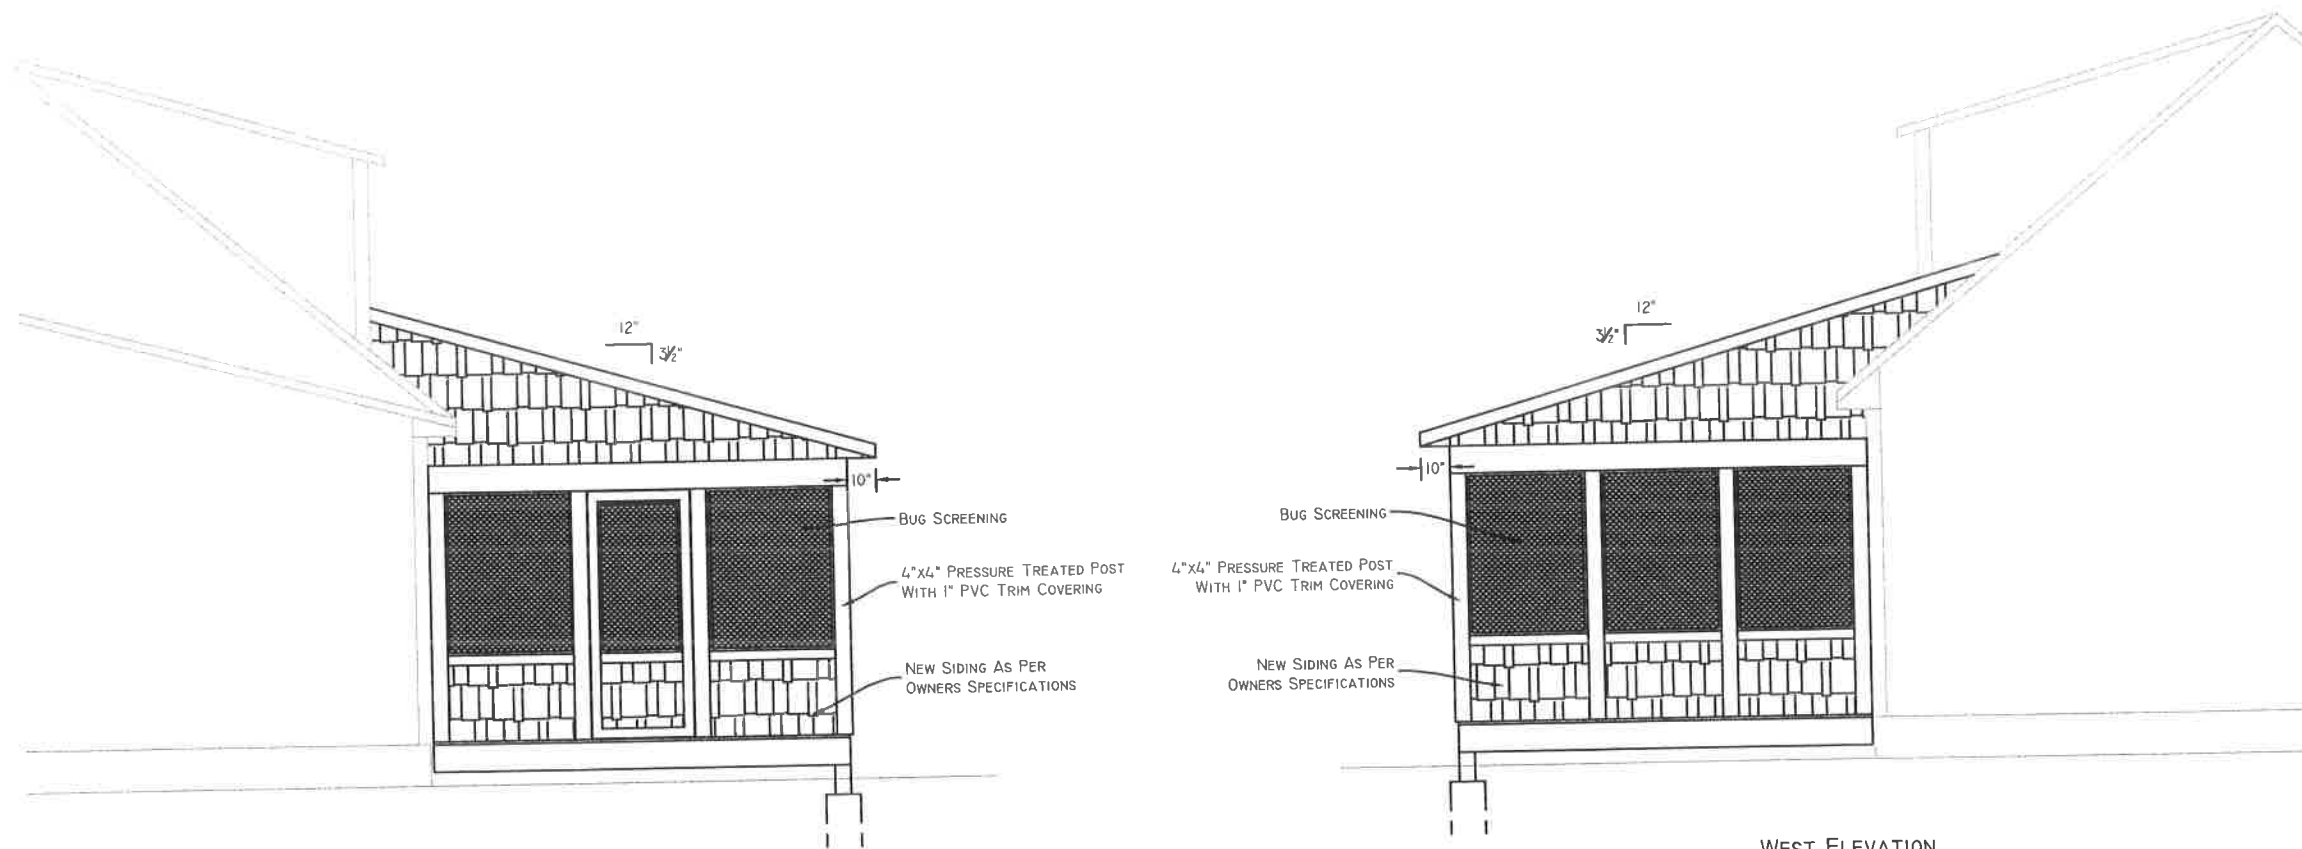 12"
3½"
10"
Bug Screening
4"x4" Pressure Treated Post
With 1" PVC Trim Covering
New Siding As Per
Owners Specifications
12"
3½"
10"
Bug Screening
4"x4" Pressure Treated Post
With 1" PVC Trim Covering
New Siding As Per
Owners Specifications
West Elevation